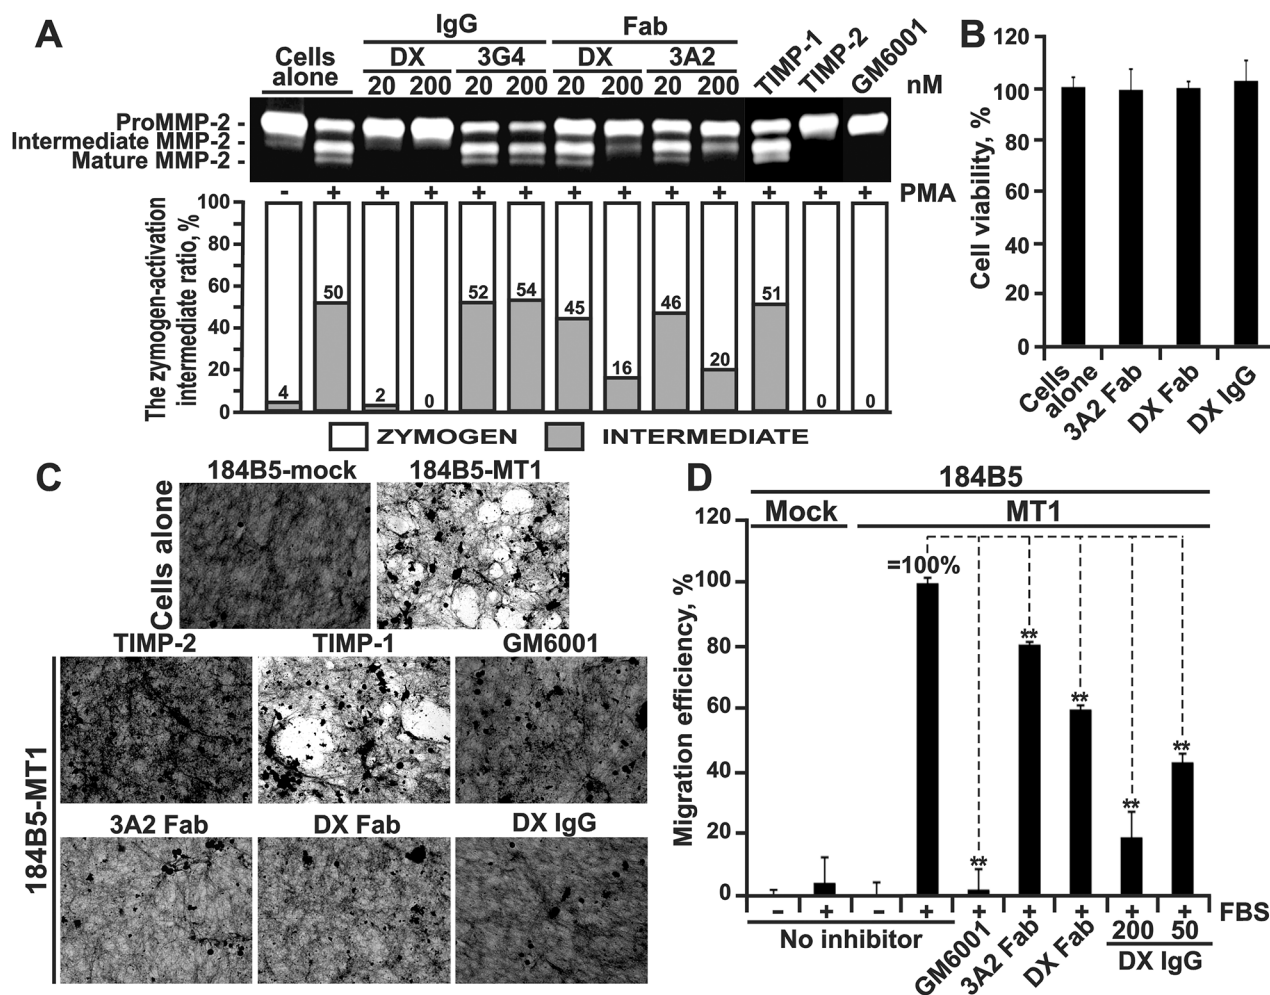 A
IgG
Fab
Cells alone
DX
3G4
DX
3A2
TIMP-1
TIMP-2
GM6001
20 200 20 200 20 200 20 200
nM
ProMMP-2 -
Intermediate MMP-2 -
Mature MMP-2 -
- + + + + + + + + + + + +
PMA
The zymogen-activation
intermediate ratio, %
100
80
60
40
20
0
4 50 2 0 52 54 45 16 46 20 51 0 0
ZYMOGEN
INTERMEDIATE
B
Cell viability, %
120
100
80
60
40
20
0
Cells alone
3A2 Fab
DX Fab
DX IgG
C
184B5-mock
184B5-MT1
Cells alone
184B5-MT1
TIMP-2
TIMP-1
GM6001
3A2 Fab
DX Fab
DX IgG
D
184B5
Mock
MT1
Migration efficiency, %
120
100
80
60
40
20
0
=100%
**
**
**
**
**
- + - + + + + + +
FBS
No inhibitor
GM6001
3A2 Fab
DX Fab
200 50
DX IgG